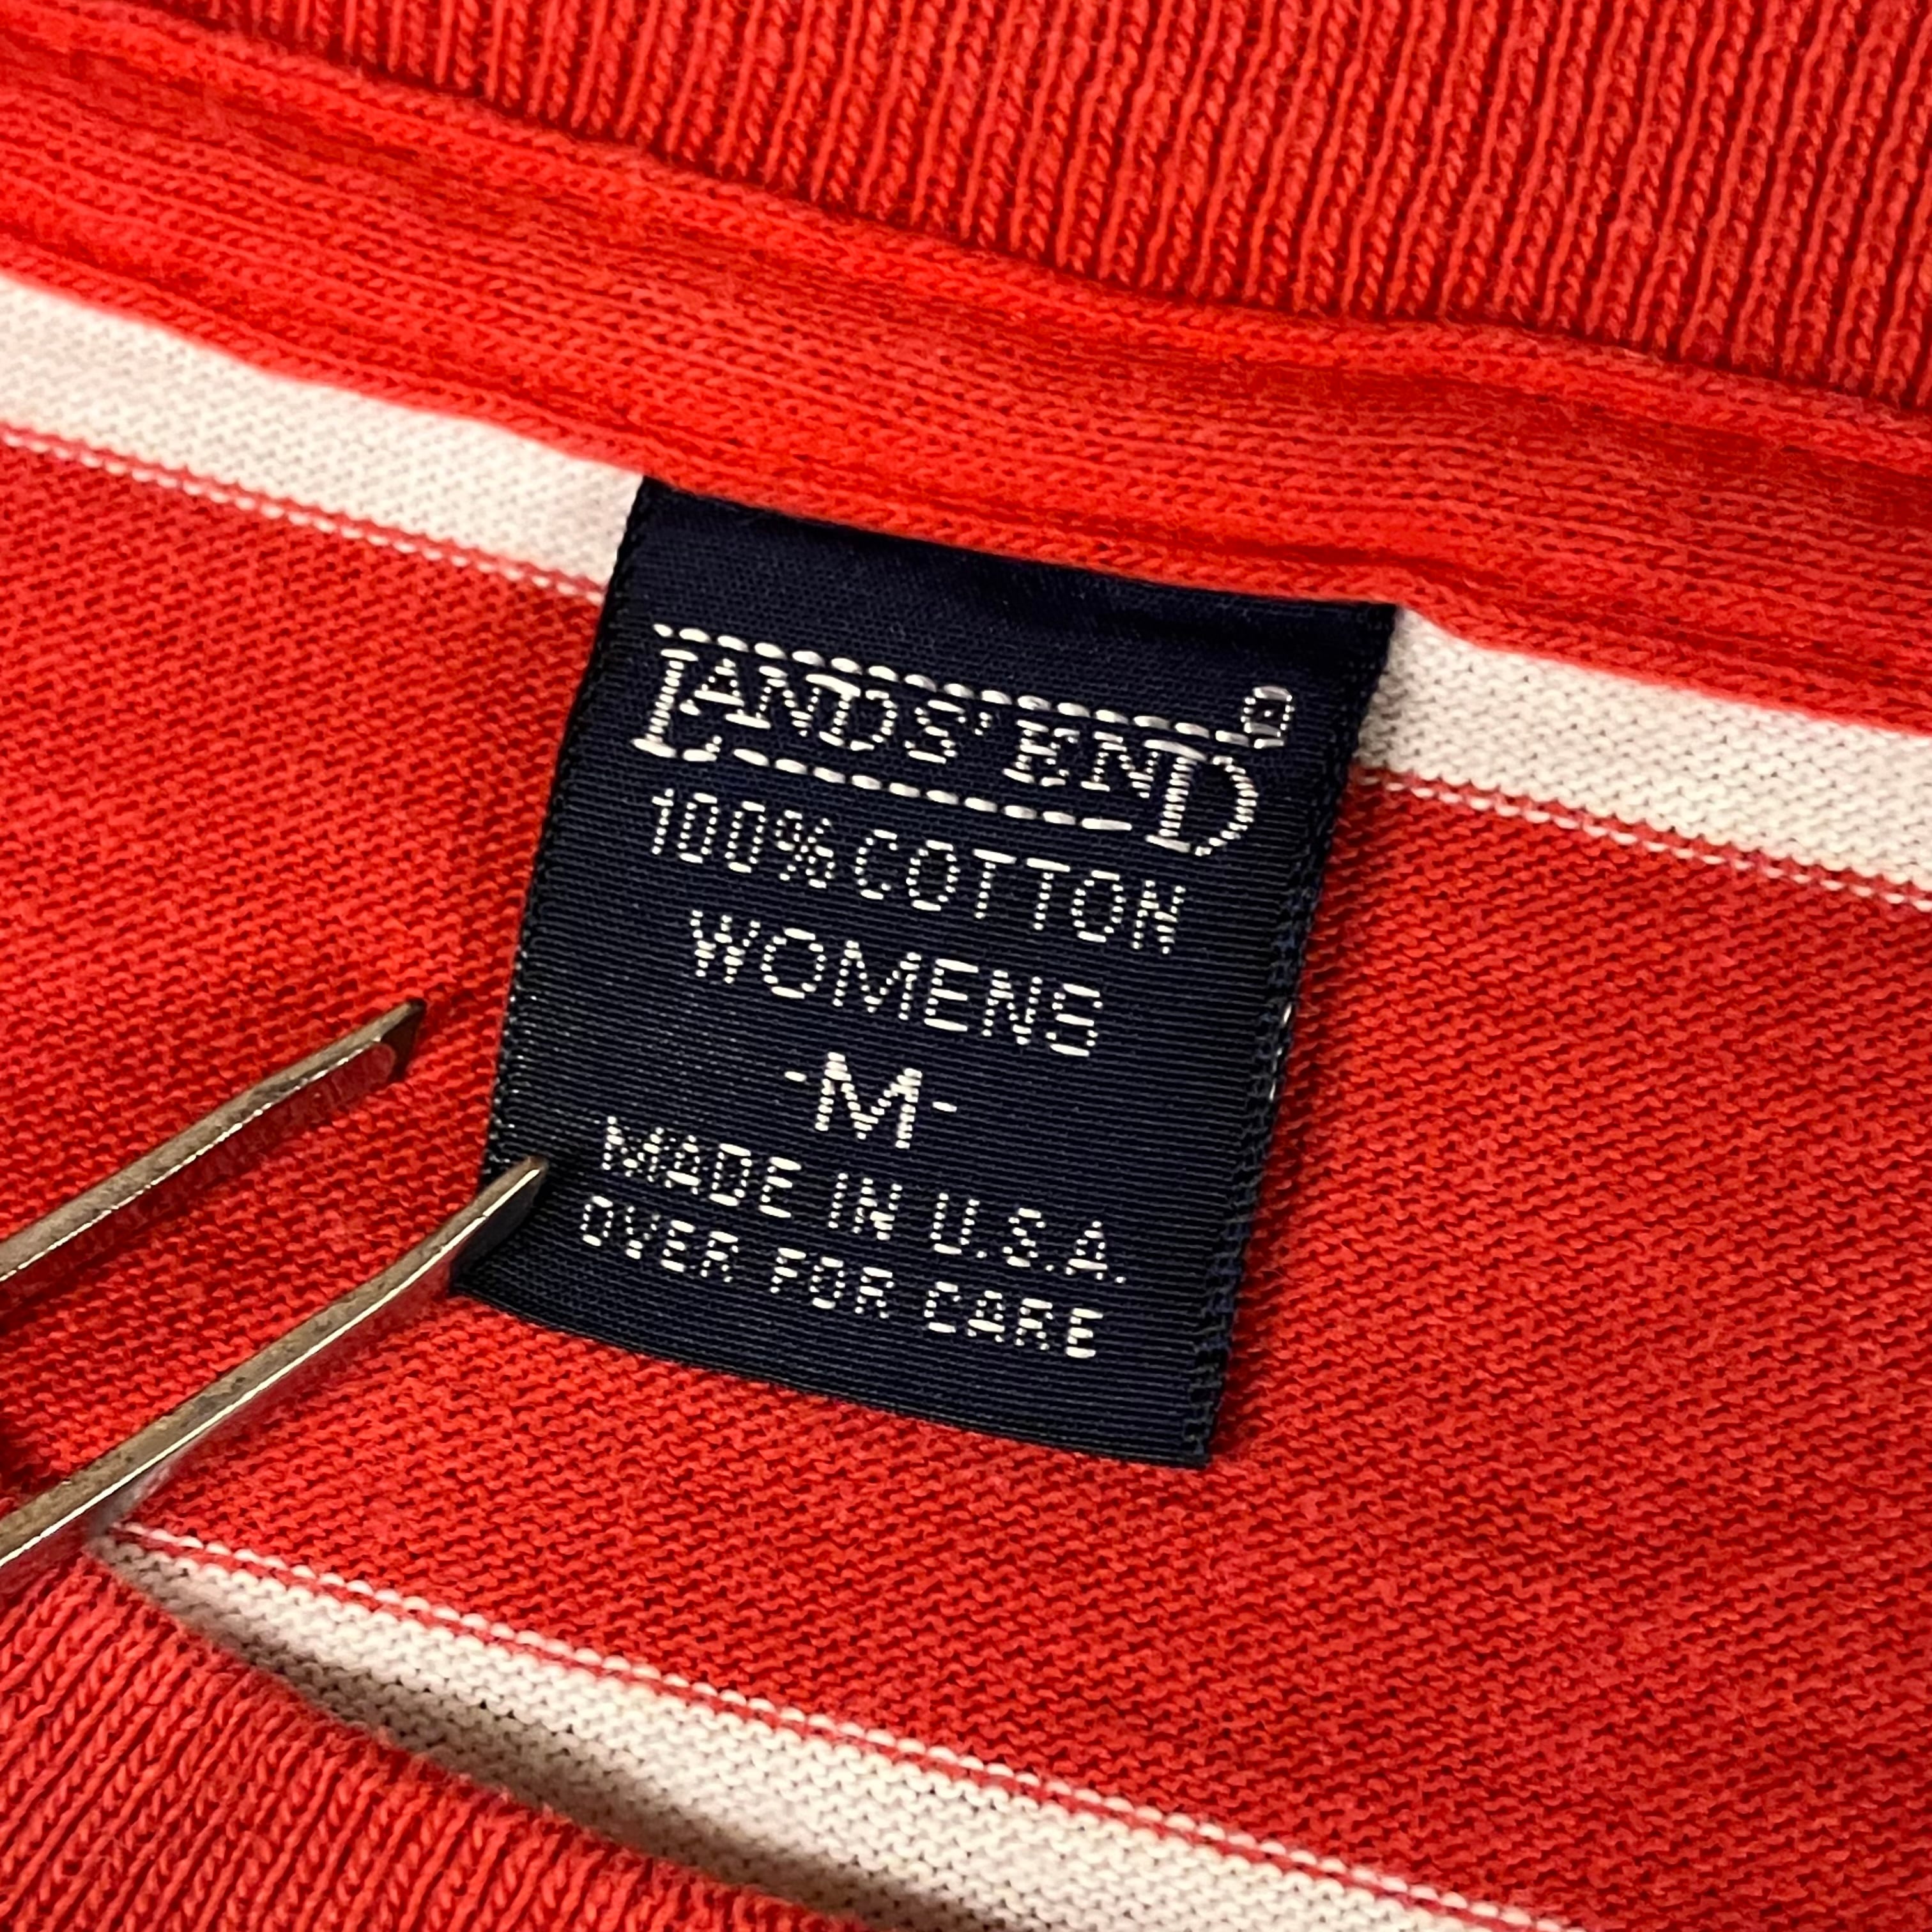 LANDS' END®
100% COTTON
WOMENS
-M-
MADE IN U.S.A.
OVER FOR CARE